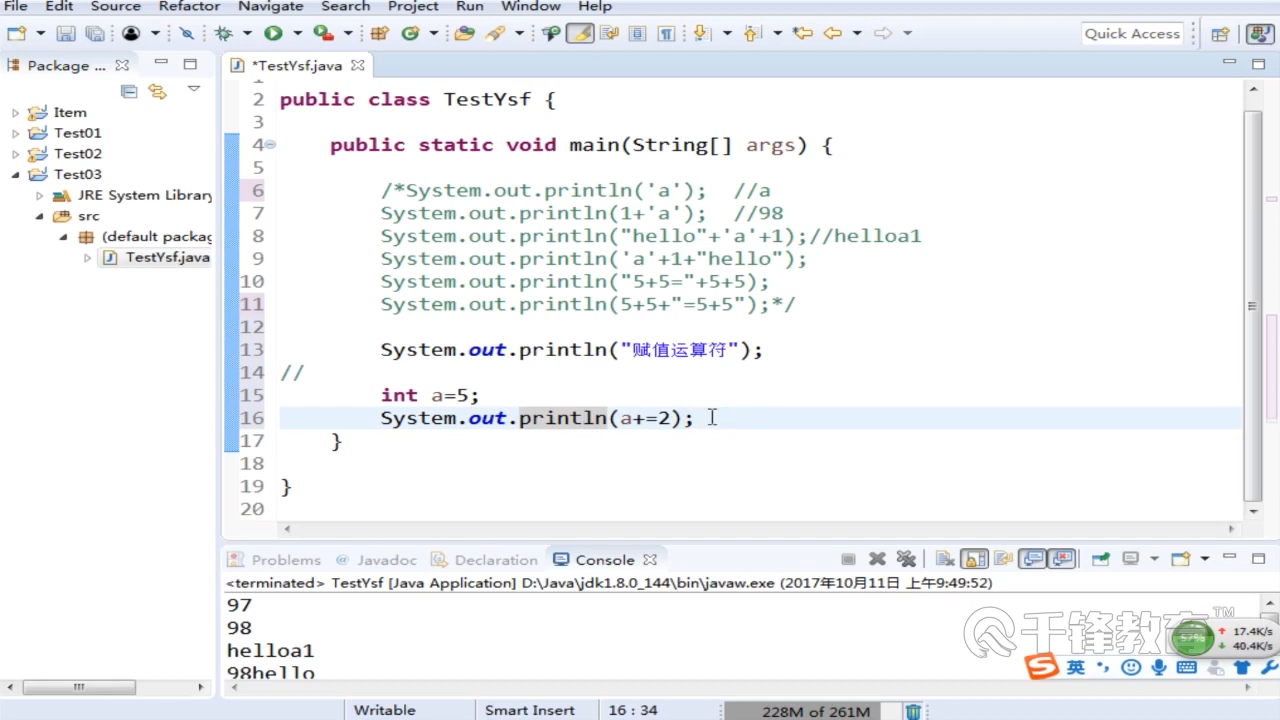 File Edit Source Refactor Navigate Search Project Run Window Help
Quick Access
Package ...
*TestYsf.java
Item
Test01
Test02
Test03
JRE System Library
src
(default packag
TestYsf.java
2 public class TestYsf {
3
4 public static void main(String[] args) {
5
6 /*System.out.println('a'); //a
7 System.out.println(1+'a'); //98
8 System.out.println("hello"+'a'+1);//helloa1
9 System.out.println('a'+1+"hello");
10 System.out.println("5+5="+5+5);
11 System.out.println(5+5+"=5+5");*/
12
13 System.out.println("赋值运算符");
14 //
15 int a=5;
16 System.out.println(a+=2);
17 }
18
19 }
20
Problems @ Javadoc Declaration Console
<terminated> TestYsf [Java Application] D:\Java\jdk1.8.0_144\bin\javaw.exe (2017年10月11日 上午9:49:52)
97
98
helloa1
98hello
千锋教育 TM
57%
17.4K/s
40.4K/s
英
Writable Smart Insert 16 : 34 228M of 261M